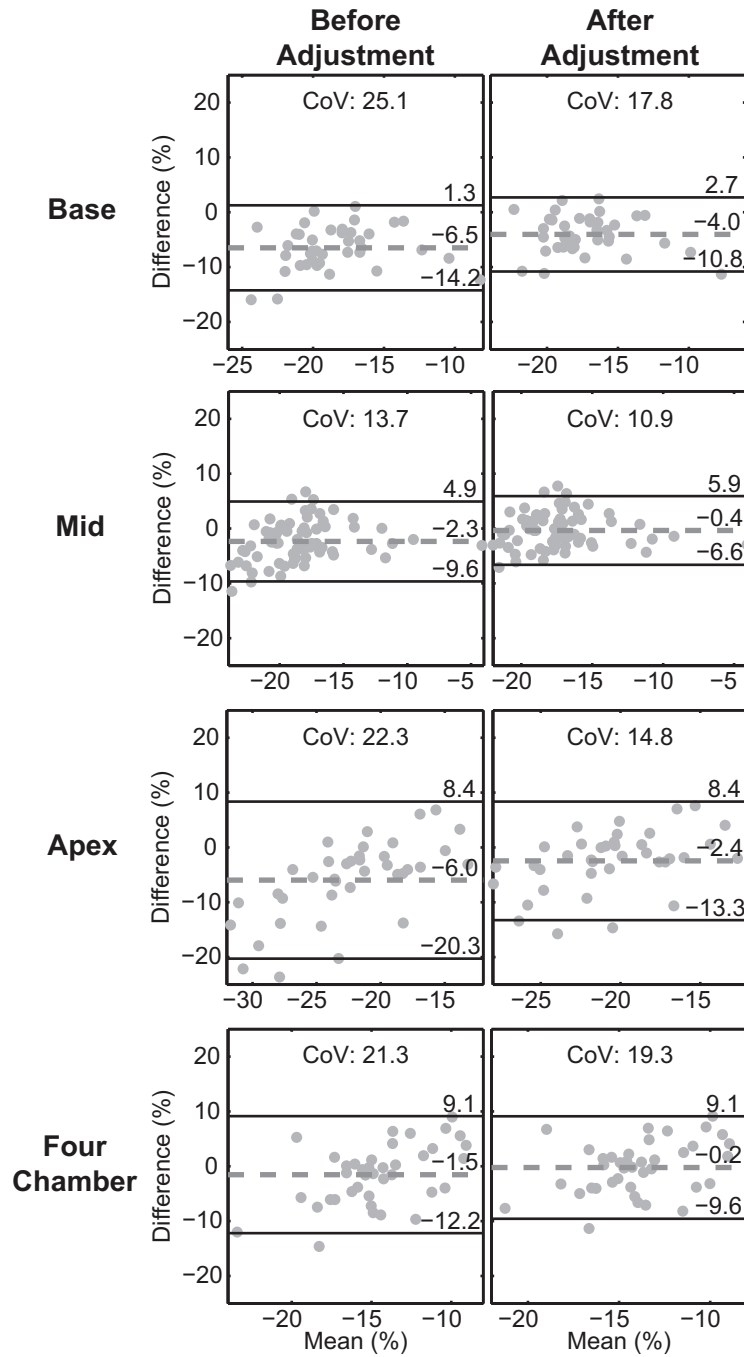 Before
Adjustment
After
Adjustment
Base
Difference (%)
20
10
0
−10
−20
CoV: 25.1
1.3
−6.5
−14.2
−25 −20 −15 −10
CoV: 17.8
2.7
−4.0
−10.8
−20 −15 −10
Mid
Difference (%)
20
10
0
−10
−20
CoV: 13.7
4.9
−2.3
−9.6
−20 −15 −10 −5
CoV: 10.9
5.9
−0.4
−6.6
−20 −15 −10 −5
Apex
Difference (%)
20
10
0
−10
−20
CoV: 22.3
8.4
−6.0
−20.3
−30 −25 −20 −15
CoV: 14.8
8.4
−2.4
−13.3
−25 −20 −15
Four
Chamber
Difference (%)
20
10
0
−10
−20
CoV: 21.3
9.1
−1.5
−12.2
−20 −15 −10
Mean (%)
CoV: 19.3
9.1
−0.2
−9.6
−20 −15 −10
Mean (%)